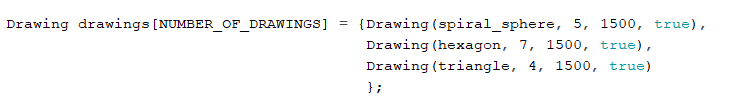 Drawing drawings[NUMBER_OF_DRAWINGS] = {Drawing(spiral_sphere, 5, 1500, true),
Drawing(hexagon, 7, 1500, true),
Drawing(triangle, 4, 1500, true)
};